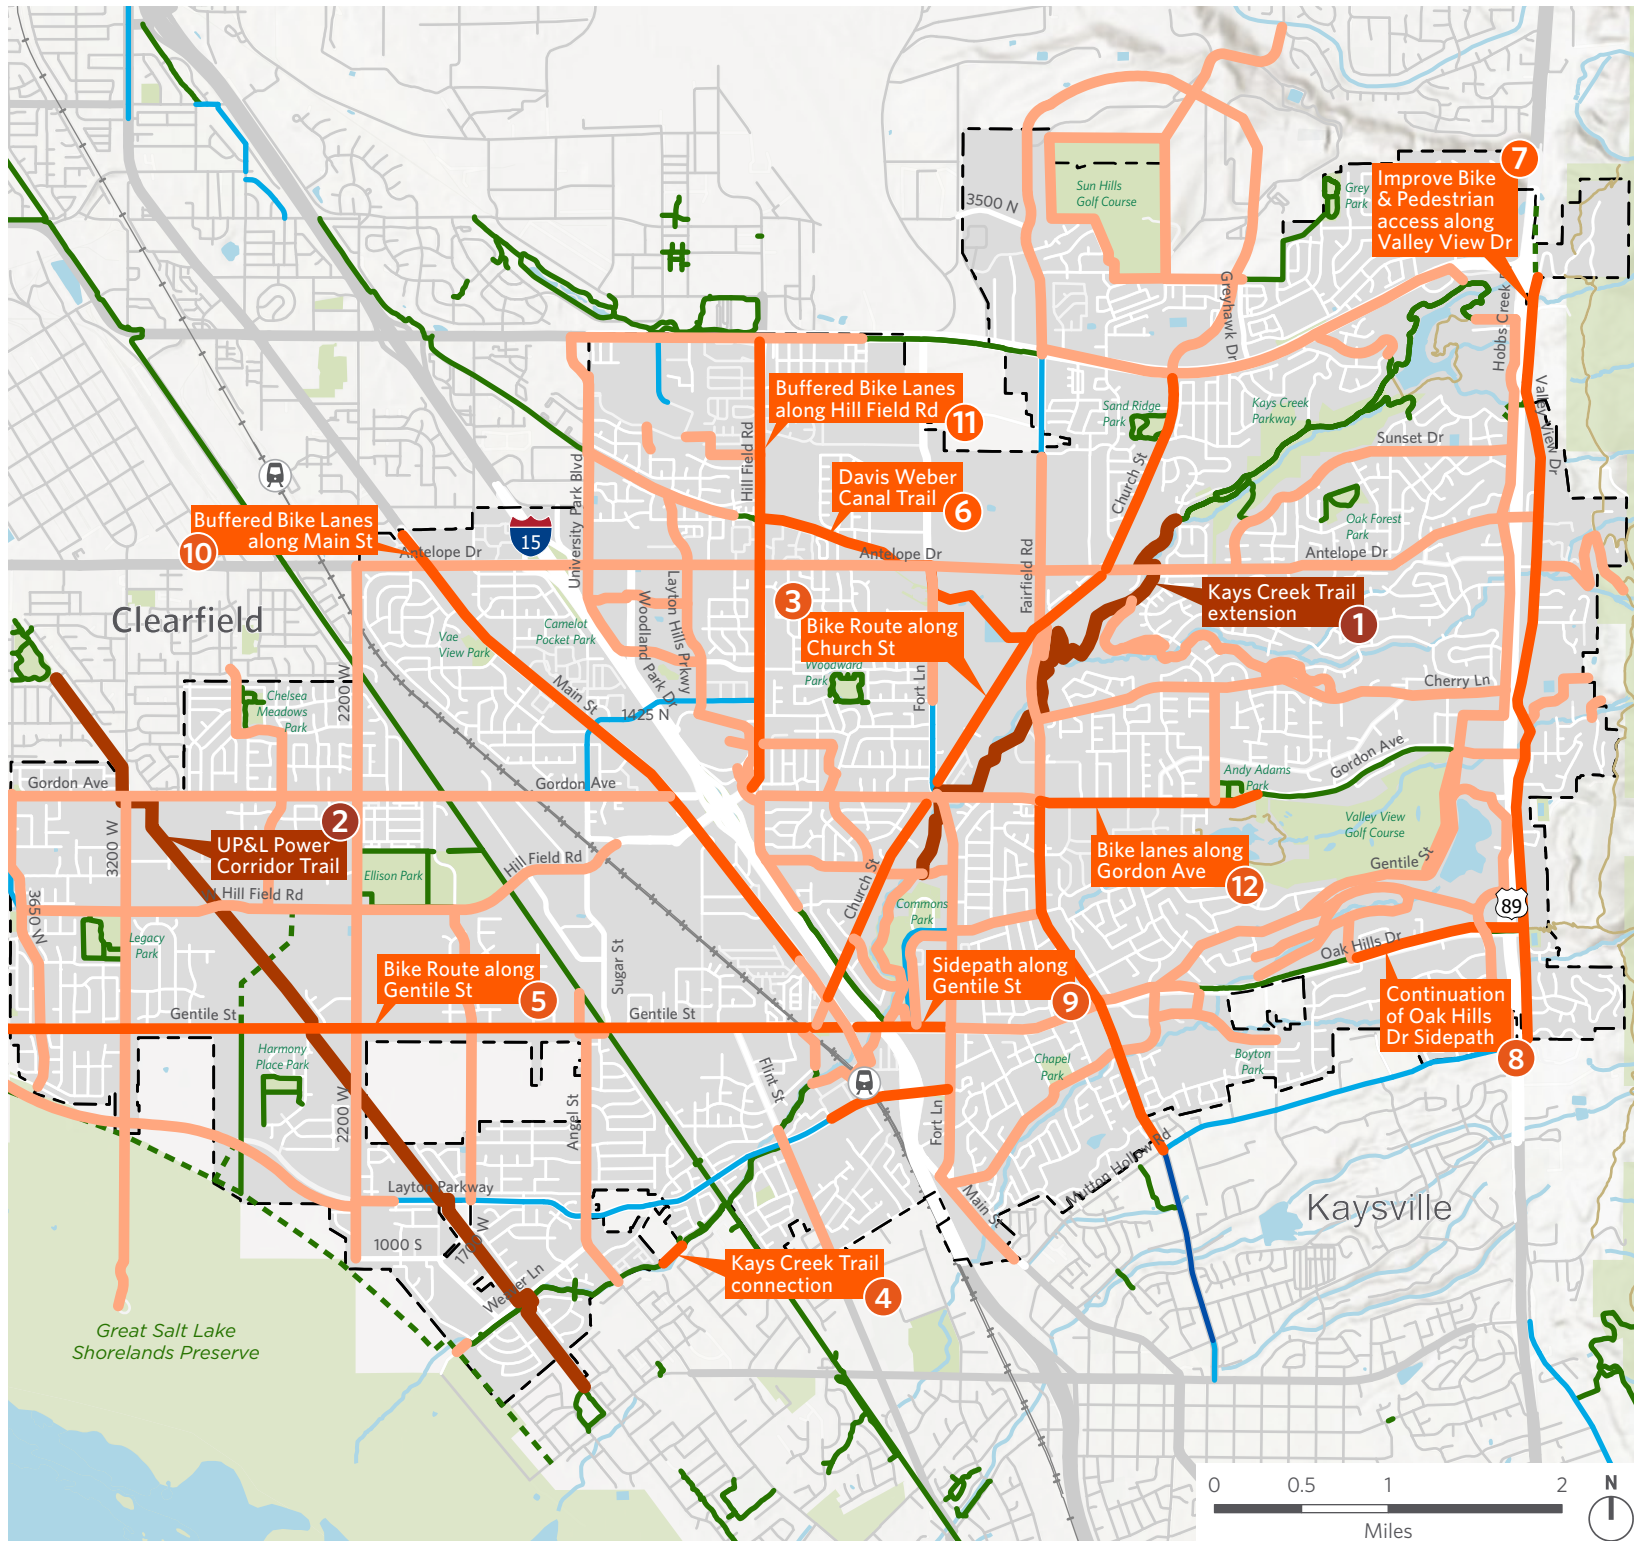 7
Improve Bike
& Pedestrian
access along
Valley View Dr
Grey
Park
Sun Hills
Golf Course
3500 N
Greyhawk Dr
Hobbs Creek
Valley View Dr
Buffered Bike Lanes
along Hill Field Rd
11
Sand Ridge
Park
Kays Creek
Parkway
Sunset Dr
Hill Field Rd
University Park Blvd
Church St
Davis Weber
Canal Trail
6
Buffered Bike Lanes
along Main St
10
15
Oak Forest
Park
Antelope Dr
Antelope Dr
Antelope Dr
Fairfield Rd
Clearfield
Vae
View Park
Camelot
Pocket Park
Layton Hills Prkwy
Woodland Park Dr
3
Bike Route along
Church St
Woodward
Park
Kays Creek Trail
extension
1
Fort Ln
Cherry Ln
2200 W
Main St
1425 N
Chelsea
Meadows
Park
Gordon Ave
Gordon Ave
Gordon Ave
Andy Adams
Park
3200 W
2
UP&L Power
Corridor Trail
Hill Field Rd
Ellison Park
W Hill Field Rd
3650 W
Church St
Bike lanes along
Gordon Ave
12
Valley View
Golf Course
Gentile St
89
Commons
Park
Legacy
Park
Sugar St
Oak Hills Dr
Bike Route along
Gentile St
5
Sidepath along
Gentile St
9
Continuation
of Oak Hills
Dr Sidepath
8
Gentile St
Gentile St
Harmony
Place Park
Flint St
Chapel
Park
Boyton
Park
2200 W
Angel St
Fort Ln
Mutton Hollow Rd
Layton Parkway
Main St
Kaysville
1000 S
1700 W
Weaver Ln
Kays Creek Trail
connection
4
Great Salt Lake
Shorelands Preserve
0 0.5 1 2
Miles
N